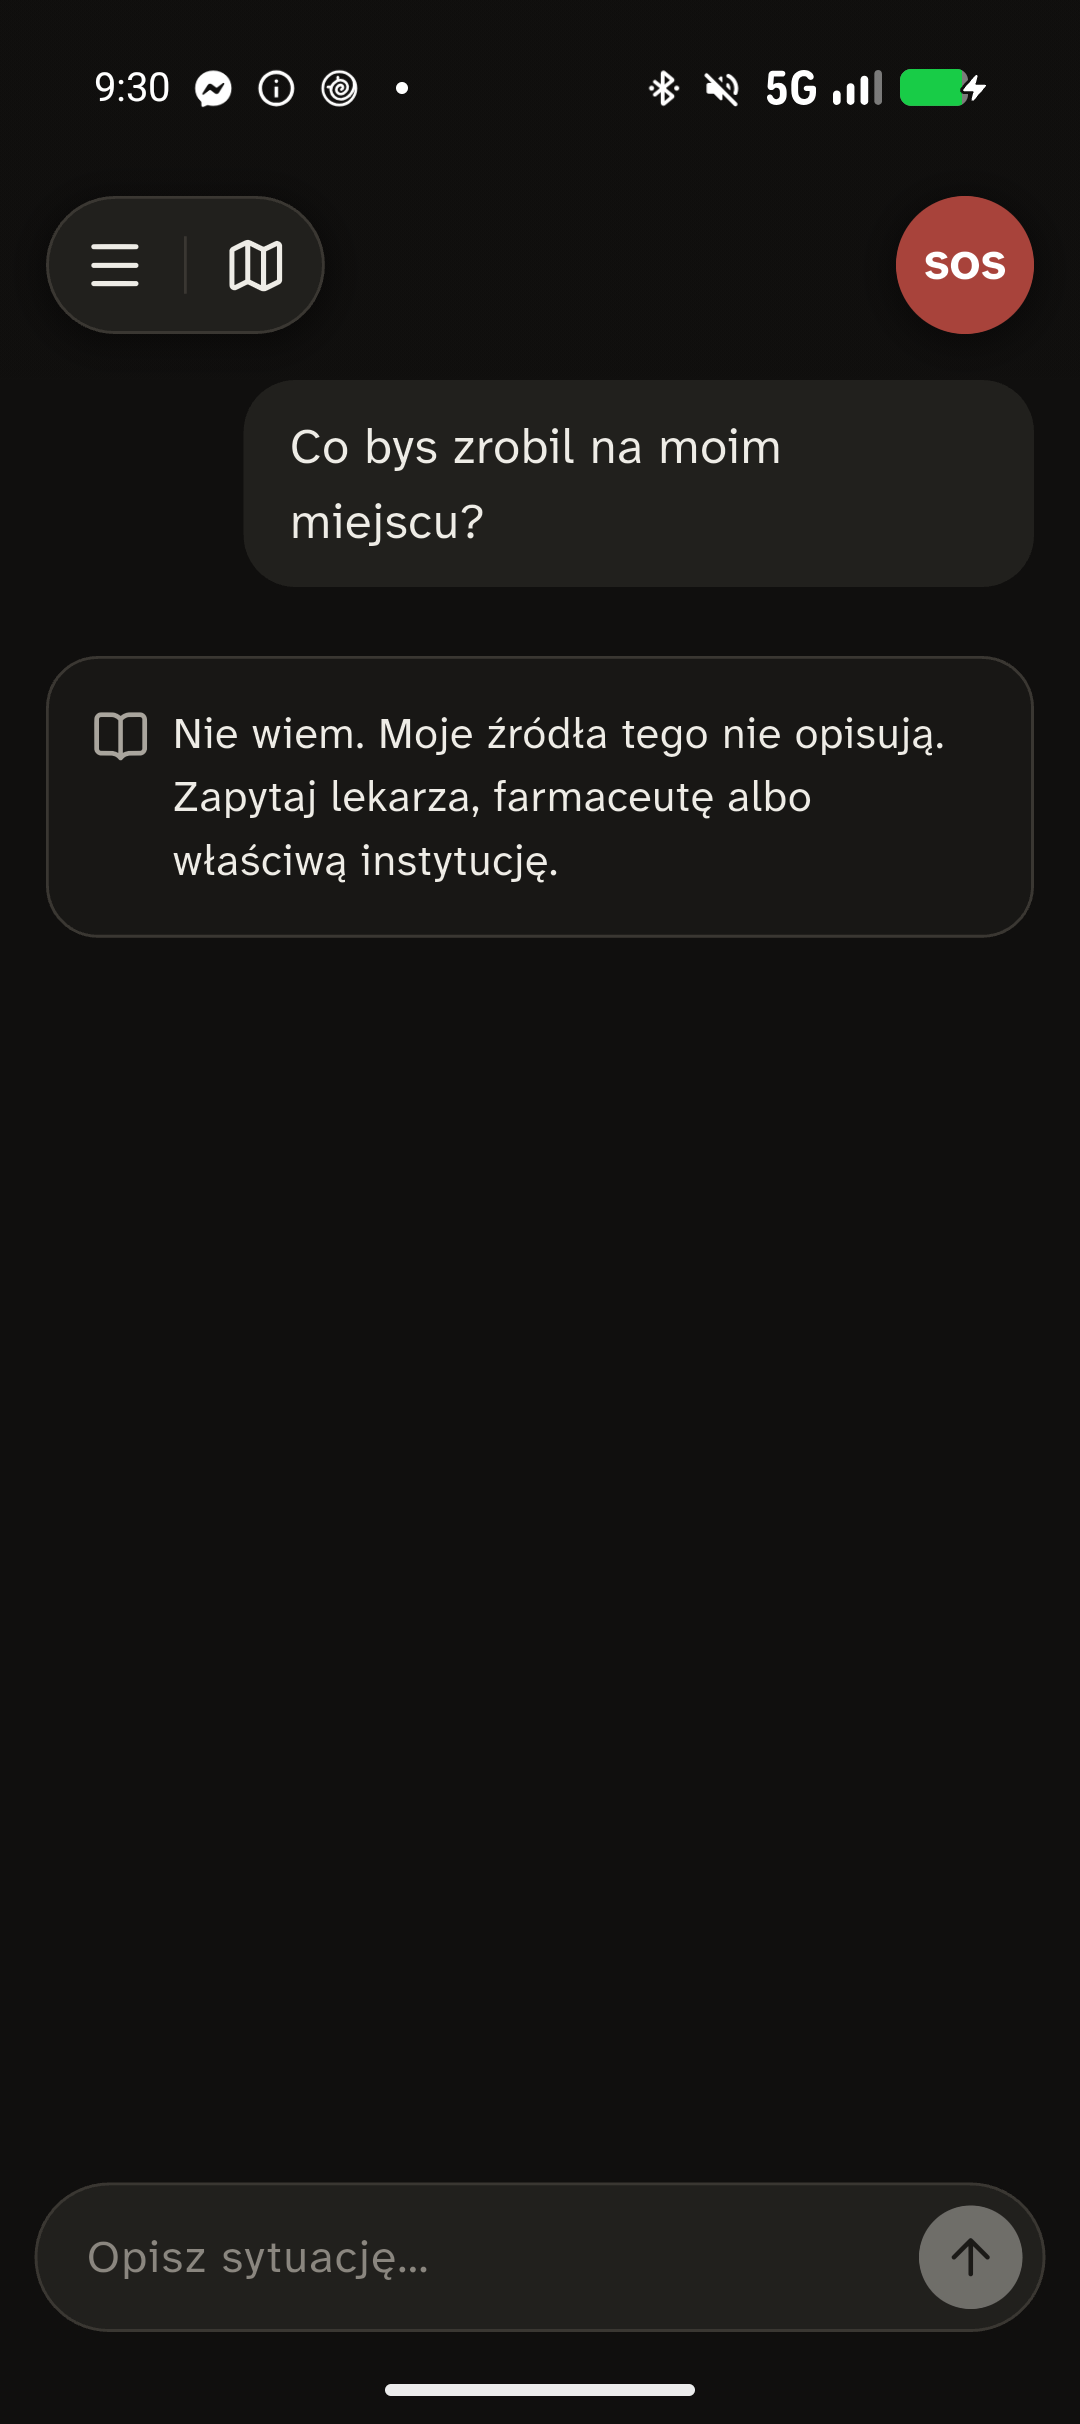 9:30 5G
SOS
Co bys zrobil na moim
miejscu?
Nie wiem. Moje źródła tego nie opisują.
Zapytaj lekarza, farmaceutę albo
właściwą instytucję.
Opisz sytuację...